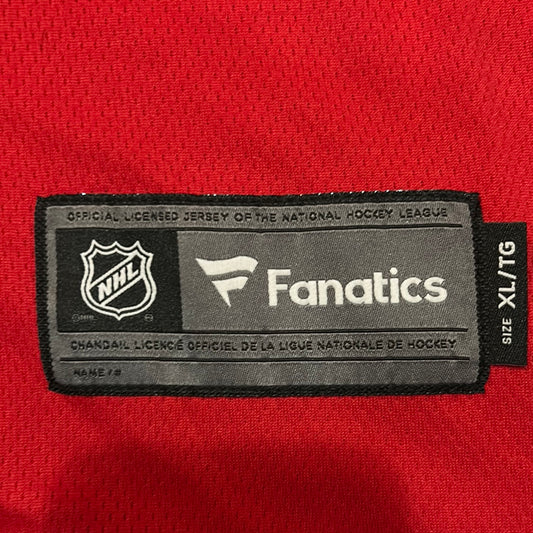 OFFICIAL LICENSED JERSEY OF THE NATIONAL HOCKEY LEAGUE
NHL
Fanatics
CHANDAIL LICENCIÉ OFFICIEL DE LA LIGUE NATIONALE DE HOCKEY
NAME / #
SIZE XL/TG